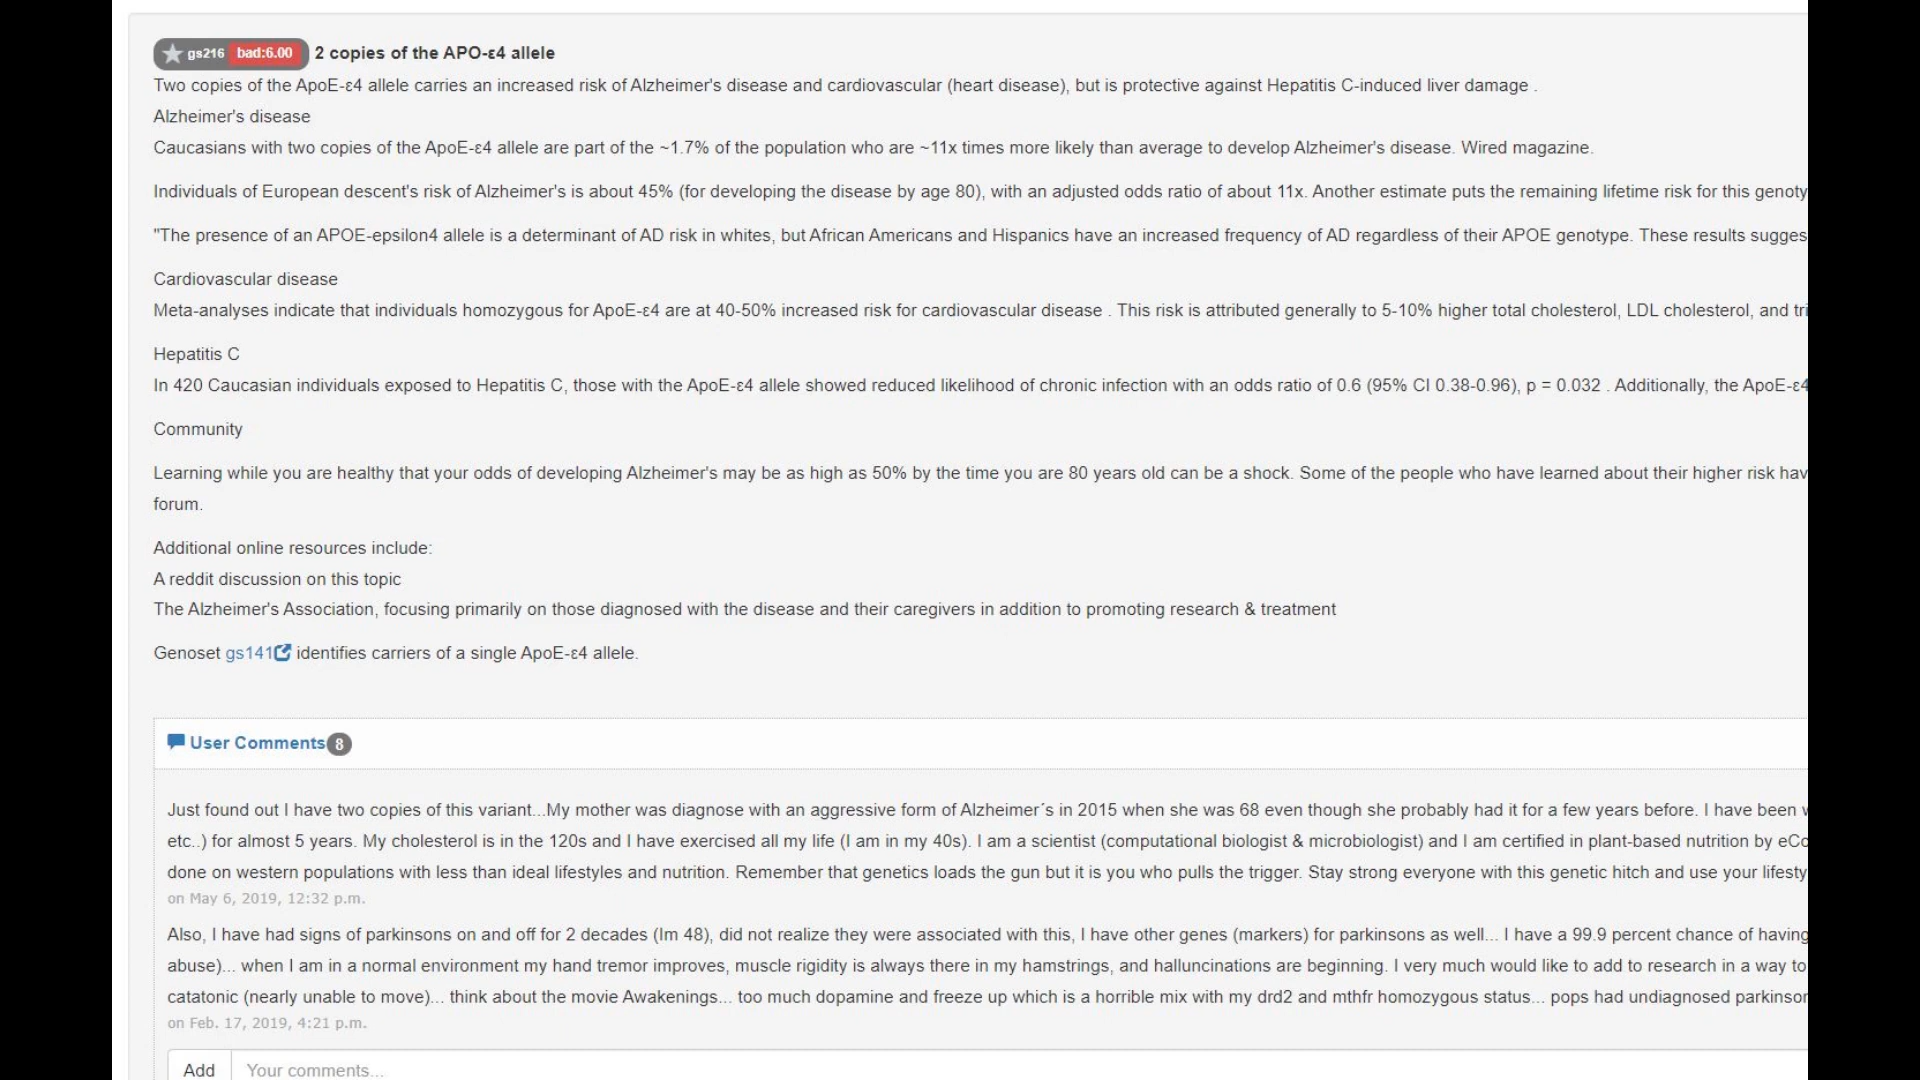 gs216 bad:6.00 2 copies of the APO-ε4 allele
Two copies of the ApoE-ε4 allele carries an increased risk of Alzheimer's disease and cardiovascular (heart disease), but is protective against Hepatitis C-induced liver damage .
Alzheimer's disease
Caucasians with two copies of the ApoE-ε4 allele are part of the ~1.7% of the population who are ~11x times more likely than average to develop Alzheimer's disease. Wired magazine.
Individuals of European descent's risk of Alzheimer's is about 45% (for developing the disease by age 80), with an adjusted odds ratio of about 11x. Another estimate puts the remaining lifetime risk for this genoty
"The presence of an APOE-epsilon4 allele is a determinant of AD risk in whites, but African Americans and Hispanics have an increased frequency of AD regardless of their APOE genotype. These results sugges
Cardiovascular disease
Meta-analyses indicate that individuals homozygous for ApoE-ε4 are at 40-50% increased risk for cardiovascular disease . This risk is attributed generally to 5-10% higher total cholesterol, LDL cholesterol, and tri
Hepatitis C
In 420 Caucasian individuals exposed to Hepatitis C, those with the ApoE-ε4 allele showed reduced likelihood of chronic infection with an odds ratio of 0.6 (95% CI 0.38-0.96), p = 0.032 . Additionally, the ApoE-ε4
Community
Learning while you are healthy that your odds of developing Alzheimer's may be as high as 50% by the time you are 80 years old can be a shock. Some of the people who have learned about their higher risk hav
forum.
Additional online resources include:
A reddit discussion on this topic
The Alzheimer's Association, focusing primarily on those diagnosed with the disease and their caregivers in addition to promoting research & treatment
Genoset gs141 identifies carriers of a single ApoE-ε4 allele.
User Comments 8
Just found out I have two copies of this variant...My mother was diagnose with an aggressive form of Alzheimer´s in 2015 when she was 68 even though she probably had it for a few years before. I have been
etc..) for almost 5 years. My cholesterol is in the 120s and I have exercised all my life (I am in my 40s). I am a scientist (computational biologist & microbiologist) and I am certified in plant-based nutrition by eCo
done on western populations with less than ideal lifestyles and nutrition. Remember that genetics loads the gun but it is you who pulls the trigger. Stay strong everyone with this genetic hitch and use your lifesty
on May 6, 2019, 12:32 p.m.
Also, I have had signs of parkinsons on and off for 2 decades (Im 48), did not realize they were associated with this, I have other genes (markers) for parkinsons as well... I have a 99.9 percent chance of having
abuse)... when I am in a normal environment my hand tremor improves, muscle rigidity is always there in my hamstrings, and halluncinations are beginning. I very much would like to add to research in a way to
catatonic (nearly unable to move)... think about the movie Awakenings... too much dopamine and freeze up which is a horrible mix with my drd2 and mthfr homozygous status... pops had undiagnosed parkinsor
on Feb. 17, 2019, 4:21 p.m.
Add Your comments...